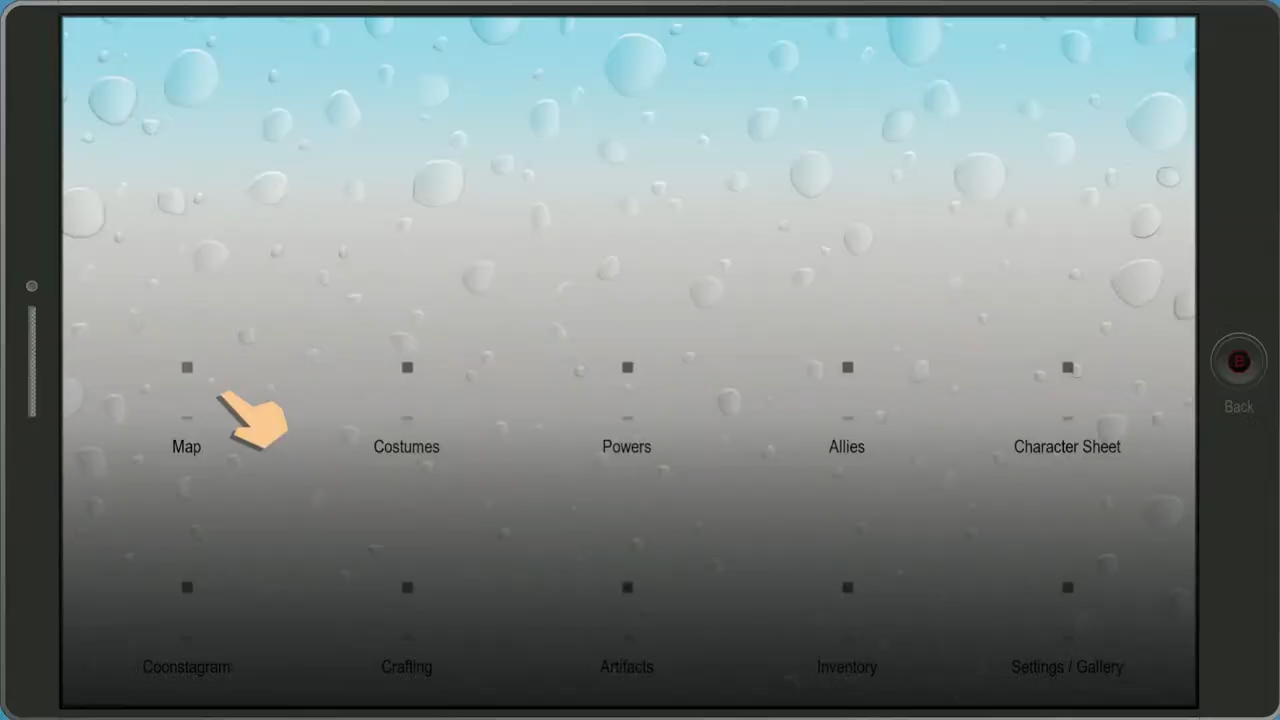 B
Back
Map
Costumes
Powers
Allies
Character Sheet
Coonstagram
Crafting
Artifacts
Inventory
Settings / Gallery